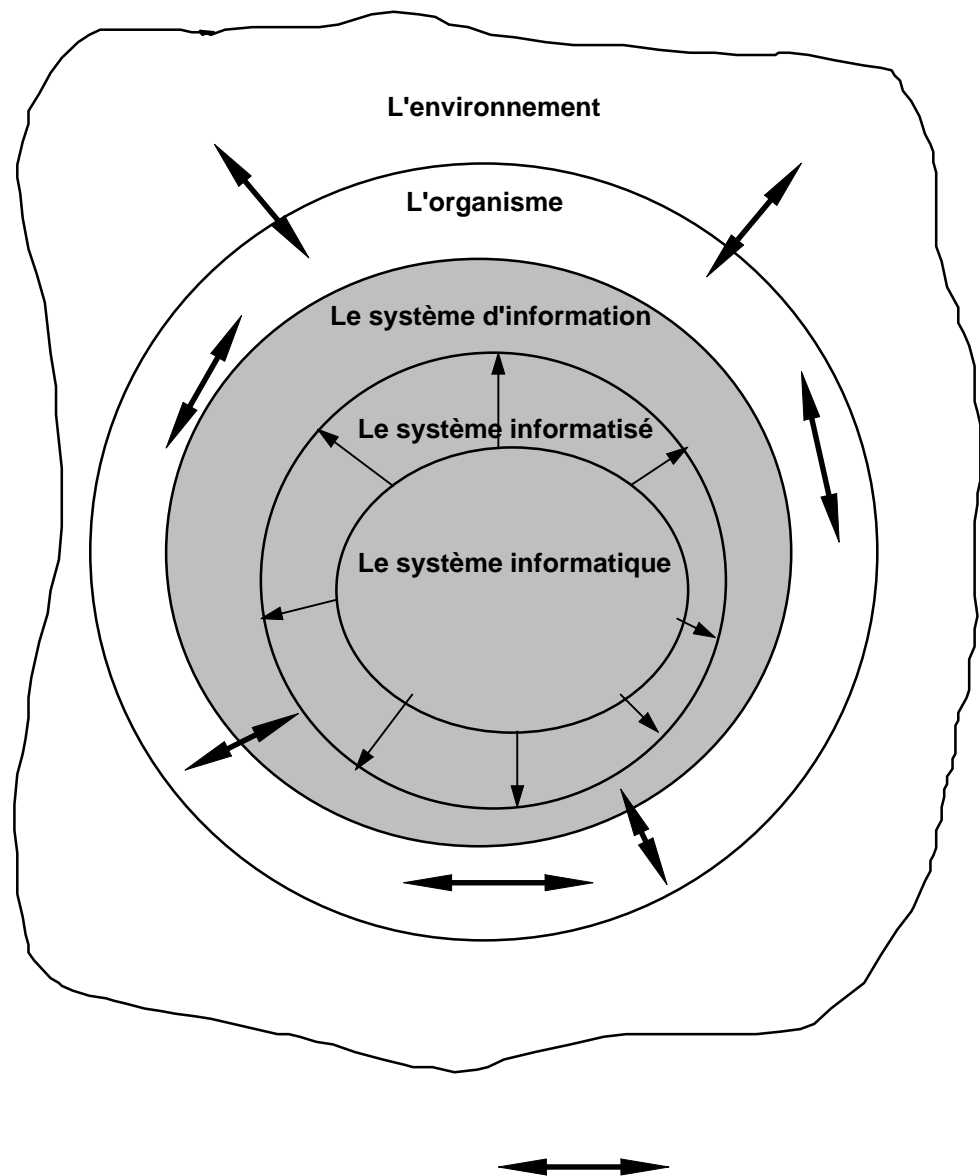 L'environnement
L'organisme
Le système d'information
Le système informatisé
Le système informatique